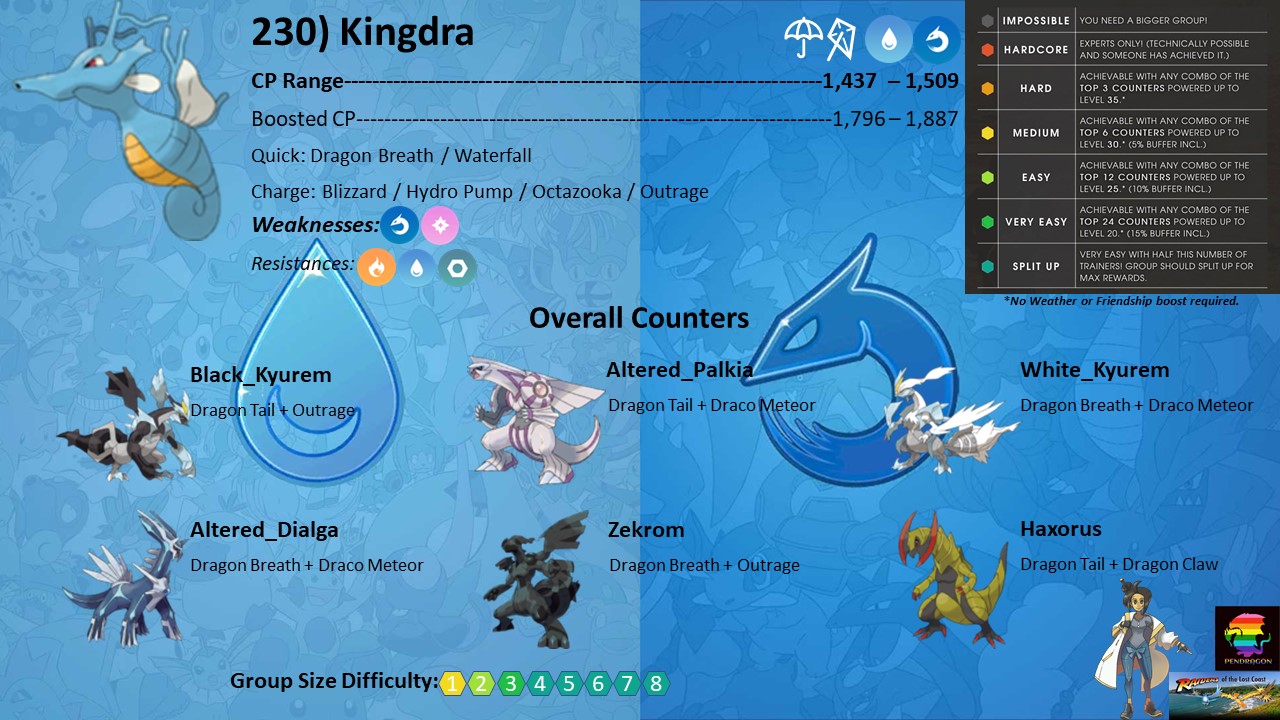 230) Kingdra
CP Range--------------------------------------------------------------------1,437 – 1,509
Boosted CP--------------------------------------------------------------------1,796 – 1,887
Quick: Dragon Breath / Waterfall
Charge: Blizzard / Hydro Pump / Octazooka / Outrage
Weaknesses:
Resistances:
IMPOSSIBLE YOU NEED A BIGGER GROUP!
HARDCORE EXPERTS ONLY! (TECHNICALLY POSSIBLE
AND SOMEONE HAS ACHIEVED IT.)
HARD ACHIEVABLE WITH ANY COMBO OF THE
TOP 3 COUNTERS POWERED UP TO
LEVEL 35.*
MEDIUM ACHIEVABLE WITH ANY COMBO OF THE
TOP 6 COUNTERS POWERED UP TO
LEVEL 30.* (5% BUFFER INCL.)
EASY ACHIEVABLE WITH ANY COMBO OF THE
TOP 12 COUNTERS POWERED UP TO
LEVEL 25.* (10% BUFFER INCL.)
VERY EASY ACHIEVABLE WITH ANY COMBO OF THE
TOP 24 COUNTERS POWERED UP TO
LEVEL 20.* (15% BUFFER INCL.)
SPLIT UP VERY EASY WITH HALF THIS NUMBER OF
TRAINERS! GROUP SHOULD SPLIT UP FOR
MAX REWARDS.
*No Weather or Friendship boost required.
Overall Counters
Black_Kyurem
Dragon Tail + Outrage
Altered_Palkia
Dragon Tail + Draco Meteor
White_Kyurem
Dragon Breath + Draco Meteor
Altered_Dialga
Dragon Breath + Draco Meteor
Zekrom
Dragon Breath + Outrage
Haxorus
Dragon Tail + Dragon Claw
Group Size Difficulty: 1 2 3 4 5 6 7 8
PENDRAGON
RAIDERS of the Lost Coast